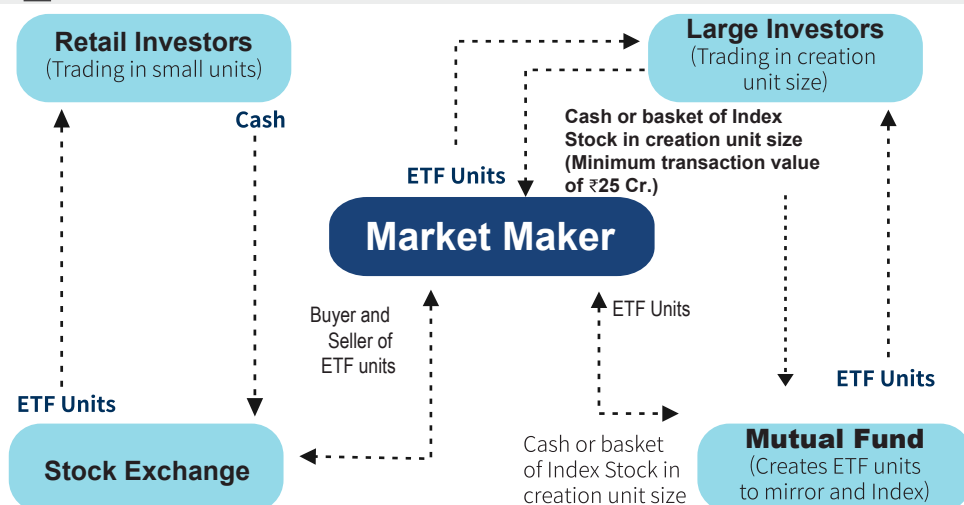 Retail Investors
(Trading in small units)
Large Investors
(Trading in creation
unit size)
Cash
Cash or basket of Index
Stock in creation unit size
(Minimum transaction value
of ₹25 Cr.)
ETF Units
Market Maker
Buyer and
Seller of
ETF units
ETF Units
ETF Units
ETF Units
Stock Exchange
Cash or basket
of Index Stock in
creation unit size
Mutual Fund
(Creates ETF units
to mirror and Index)